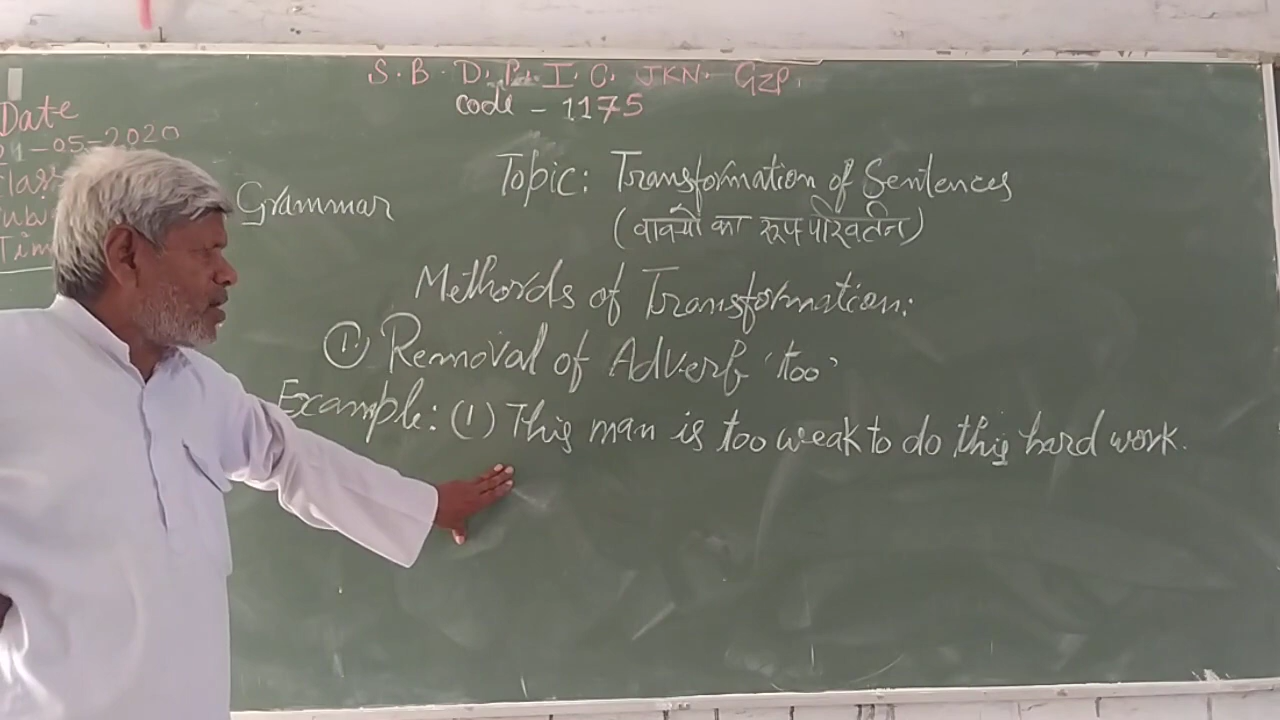 S. B. D. P. I. C. JKN. GZP.
code - 1175
Date
21-05-2020
Grammar
Topic: Transformation of Sentences
(वाक्यों का रूप परिवर्तन)
Methords of Transformation:
(1) Removal of Adverb 'too'
Example: (1) This man is too weak to do this hard work.